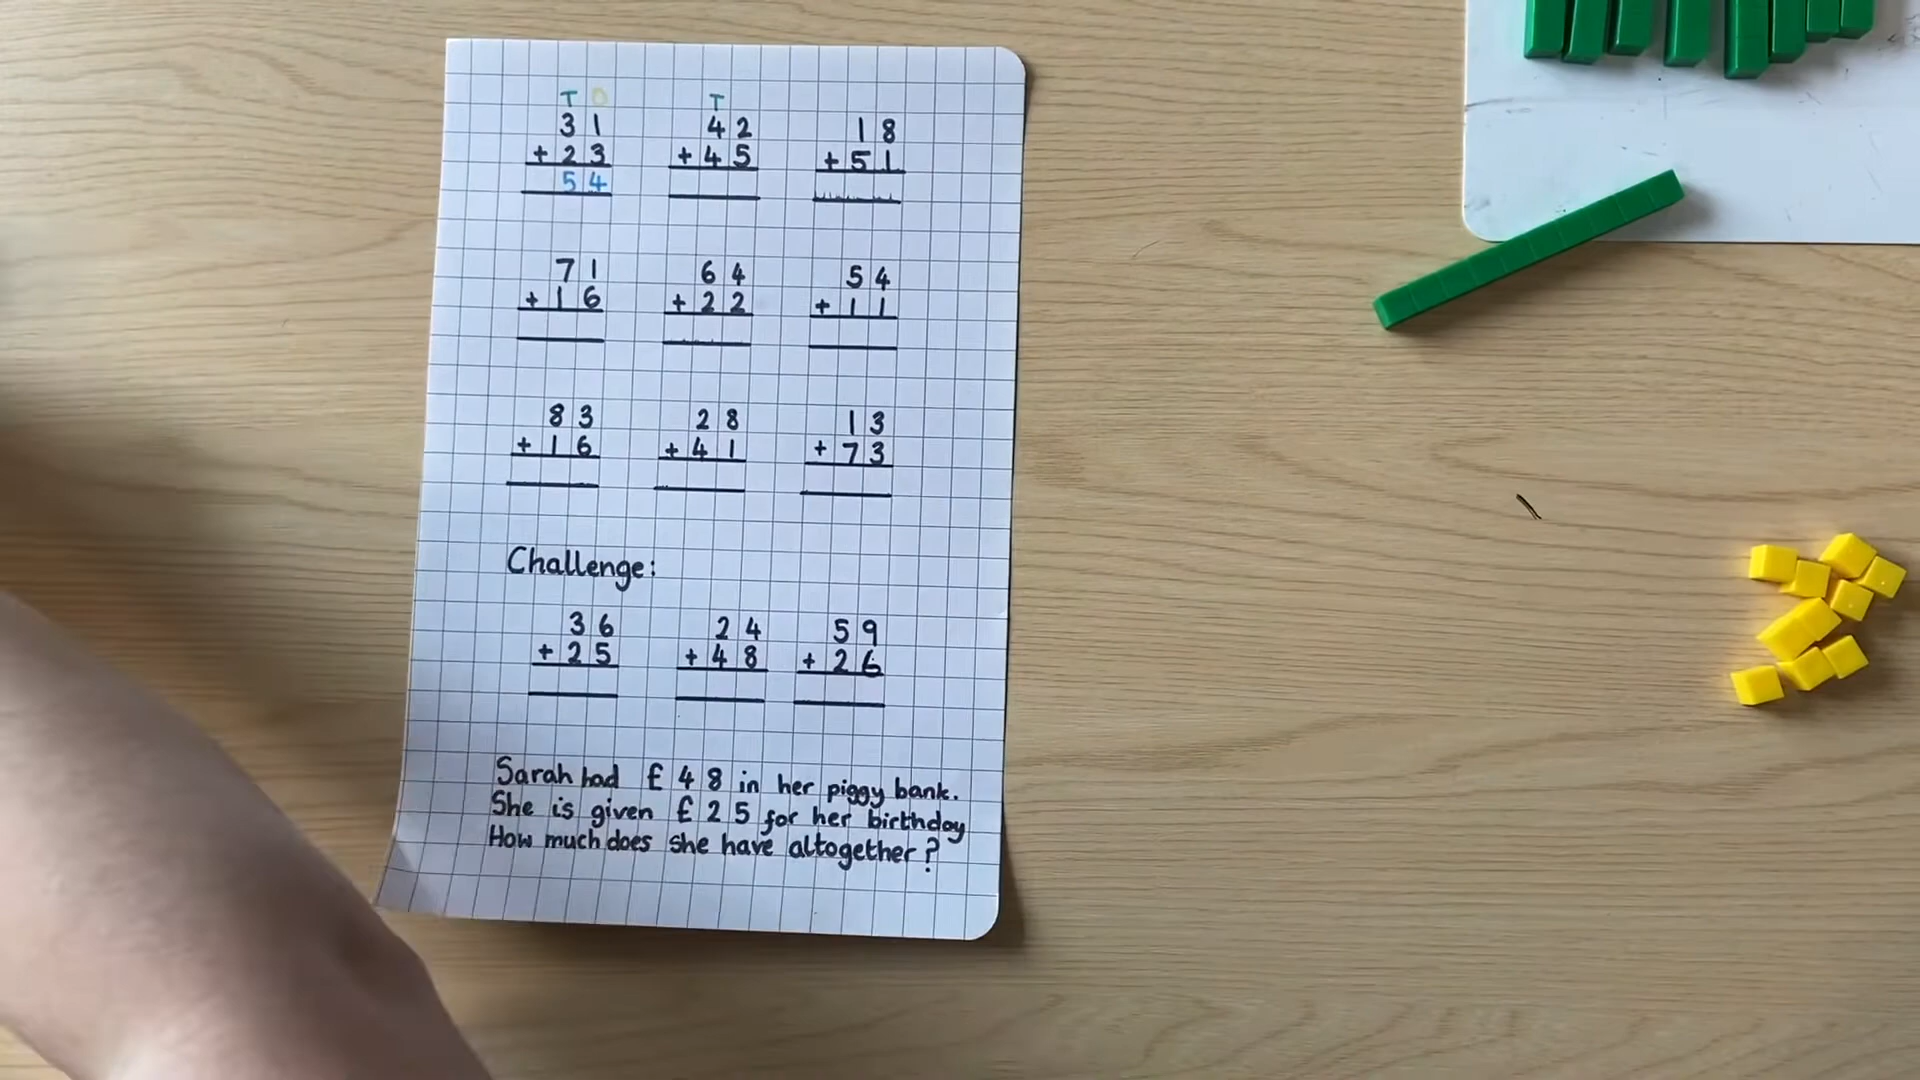 T O T
31 42 18
+23 +45 +51
54
71 64 54
+16 +22 +11
83 28 13
+16 +41 +73
Challenge:
36 24 59
+25 +48 +26
Sarah had £48 in her piggy bank.
She is given £25 for her birthday
How much does she have altogether?